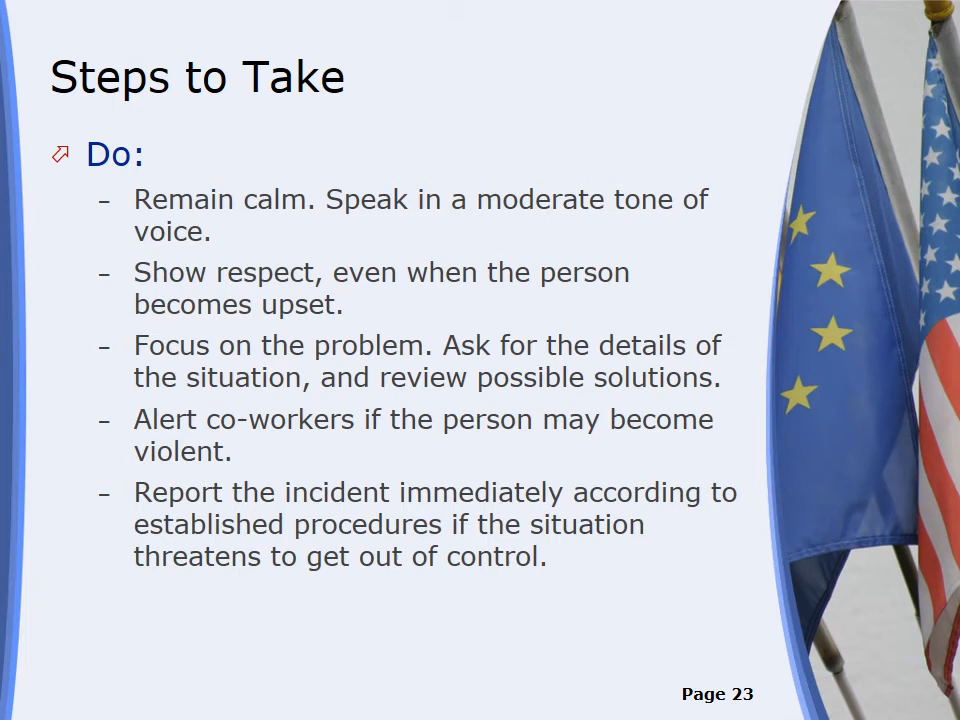 Steps to Take
Do:
– Remain calm. Speak in a moderate tone of
voice.
– Show respect, even when the person
becomes upset.
– Focus on the problem. Ask for the details of
the situation, and review possible solutions.
– Alert co-workers if the person may become
violent.
– Report the incident immediately according to
established procedures if the situation
threatens to get out of control.
Page 23